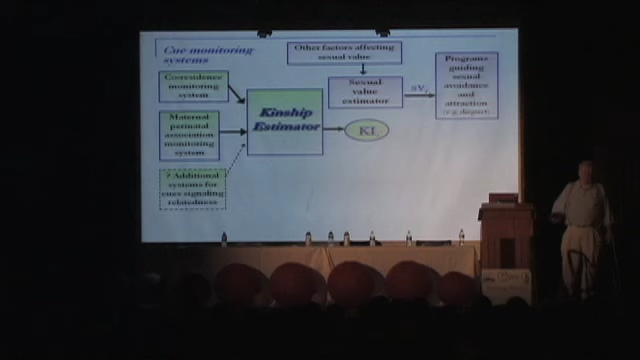 Cue-monitoring
systems
Coresidence
monitoring
system
Maternal
perinatal
association
monitoring
system
? Additional
systems for
cues signaling
relatedness
Kinship
Estimator
KI
Other factors affecting
sexual value
Sexual
value
estimator
SV
Programs
guiding
sexual
avoidance
and
attraction
(e.g. disgust)